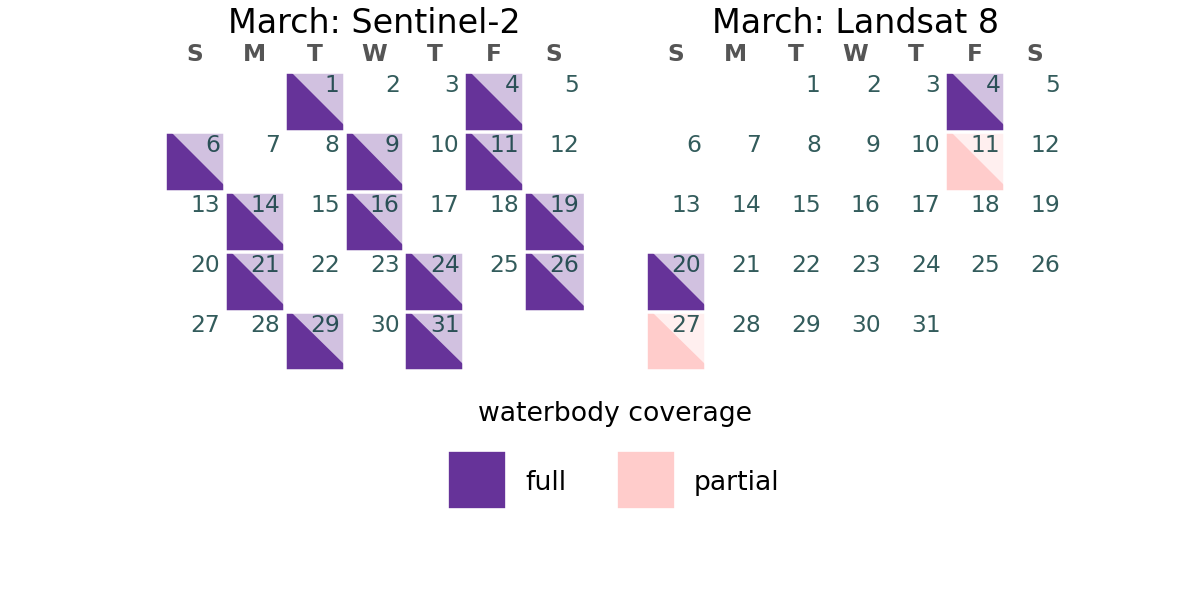 March: Sentinel-2
S M T W T F S
1 2 3 4 5
6 7 8 9 10 11 12
13 14 15 16 17 18 19
20 21 22 23 24 25 26
27 28 29 30 31
March: Landsat 8
S M T W T F S
1 2 3 4 5
6 7 8 9 10 11 12
13 14 15 16 17 18 19
20 21 22 23 24 25 26
27 28 29 30 31
waterbody coverage
full
partial